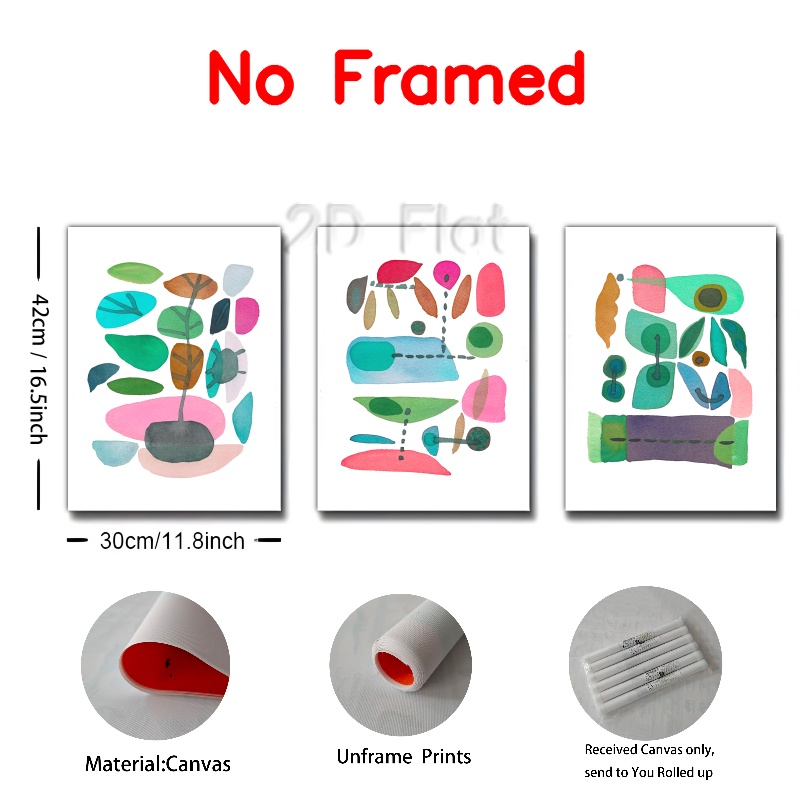 No Framed
2D Flat
42cm / 16.5inch
30cm/11.8inch
Material:Canvas
Unframe Prints
Received Canvas only,
send to You Rolled up